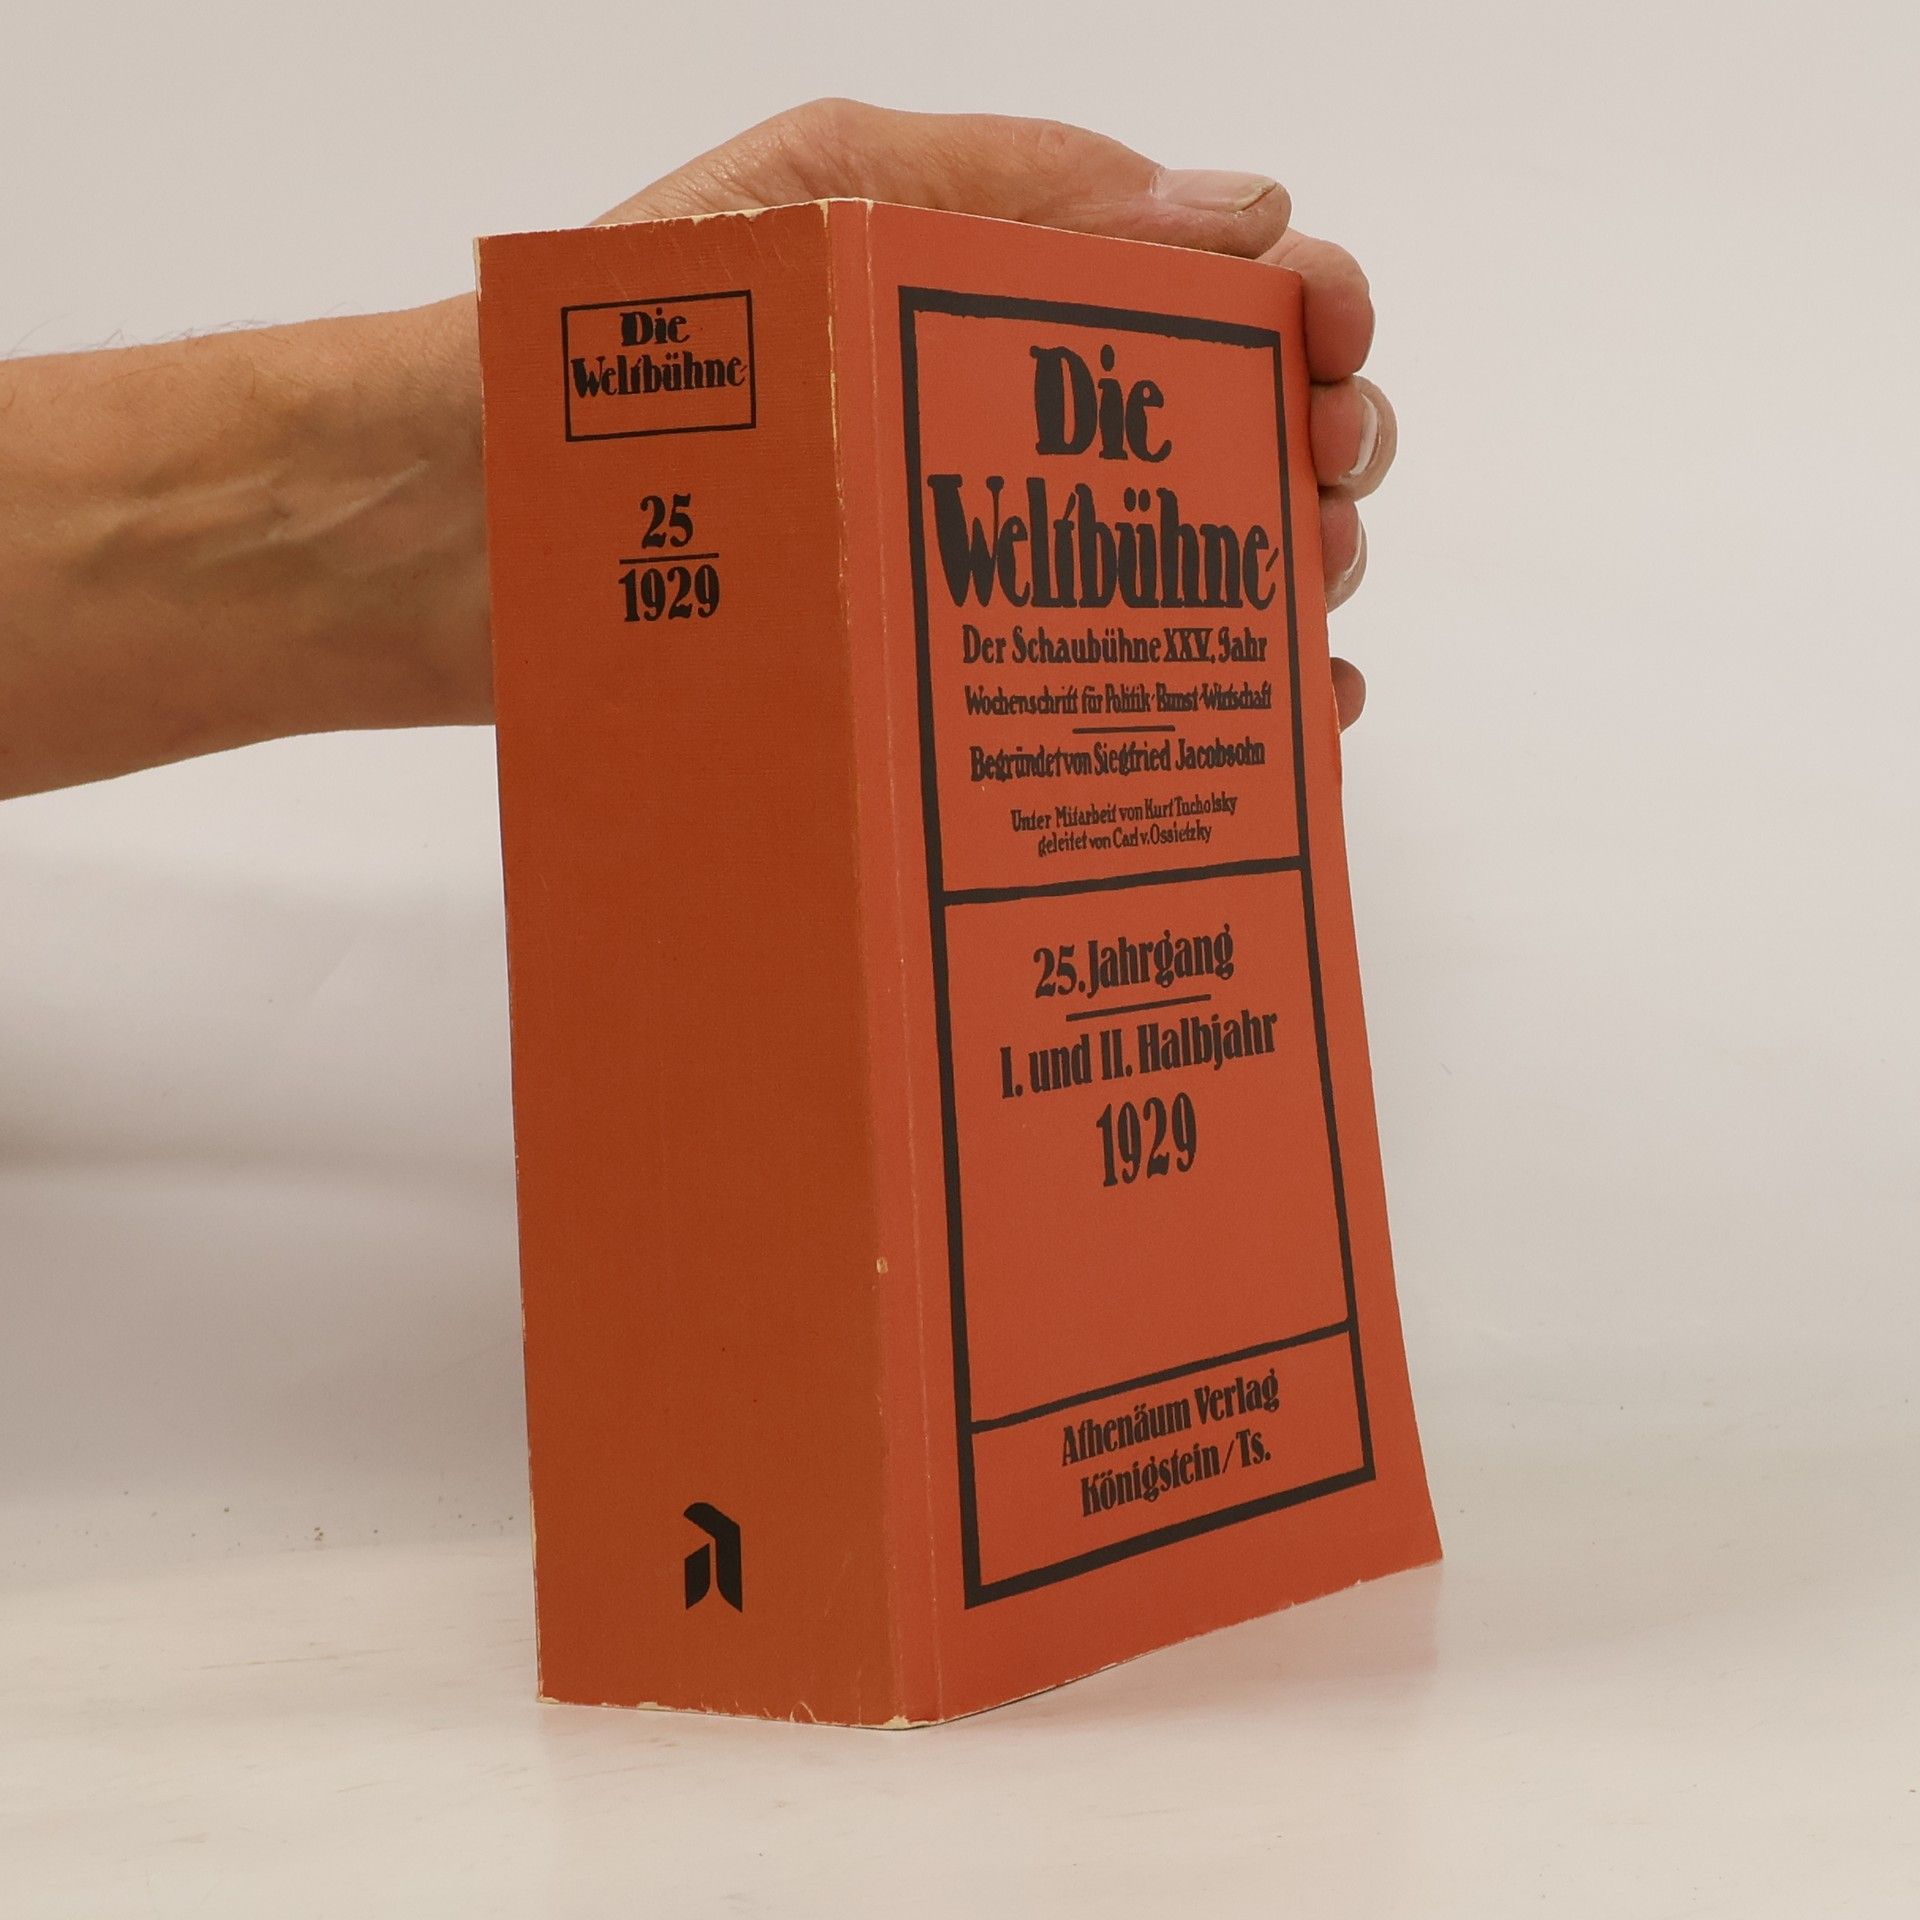 Die
Weltbühne
25
1929
Die
Weltbühne
Der Schaubühne XXV. Jahr
Wochenschrift für Politik·Kunst·Wirtschaft
Begründet von Siegfried Jacobsohn
Unter Mitarbeit von Kurt Tucholsky
geleitet von Carl v. Ossietzky
25. Jahrgang
I. und II. Halbjahr
1929
Athenäum Verlag
Königstein/Ts.